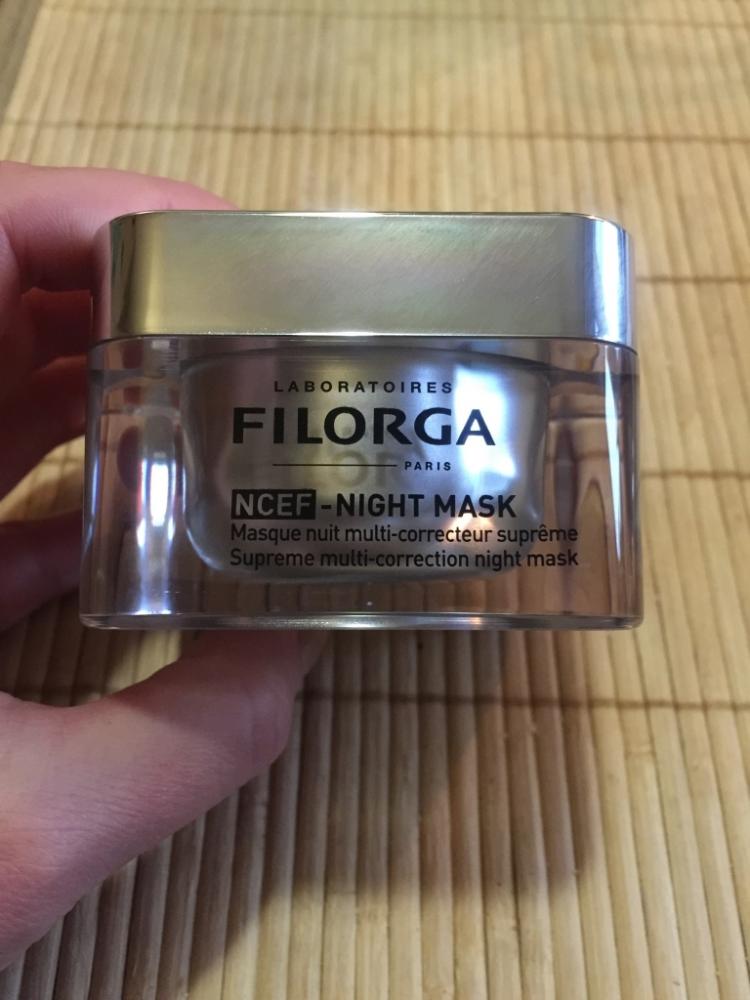 LABORATOIRES
FILORGA
PARIS
NCEF-NIGHT MASK
Masque nuit multi-correcteur suprême
Supreme multi-correction night mask